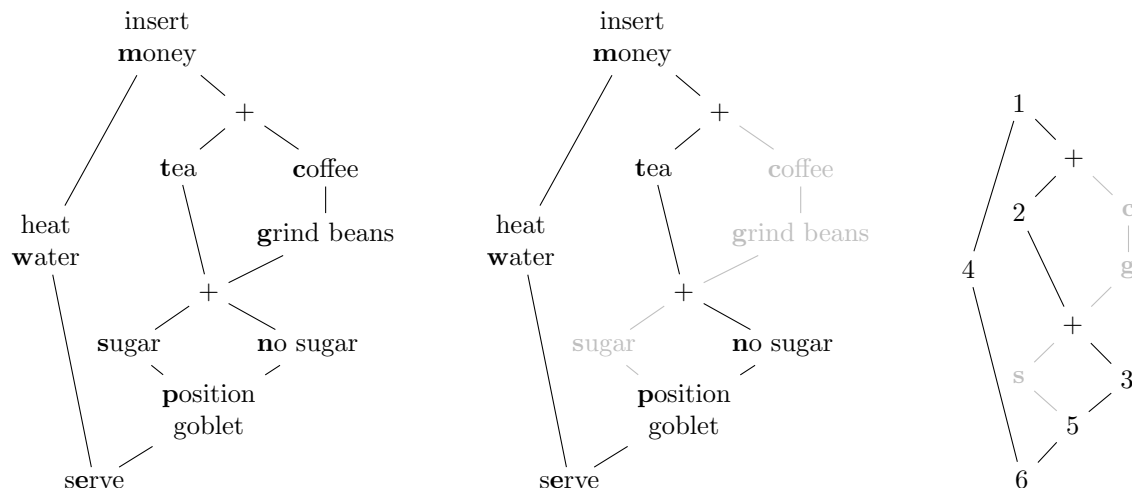 insert
money
+
tea
coffee
heat
water
grind beans
+
sugar
no sugar
position
goblet
serve
insert
money
+
tea
coffee
heat
water
grind beans
+
sugar
no sugar
position
goblet
serve
1
+
2
c
4
g
+
s
3
5
6